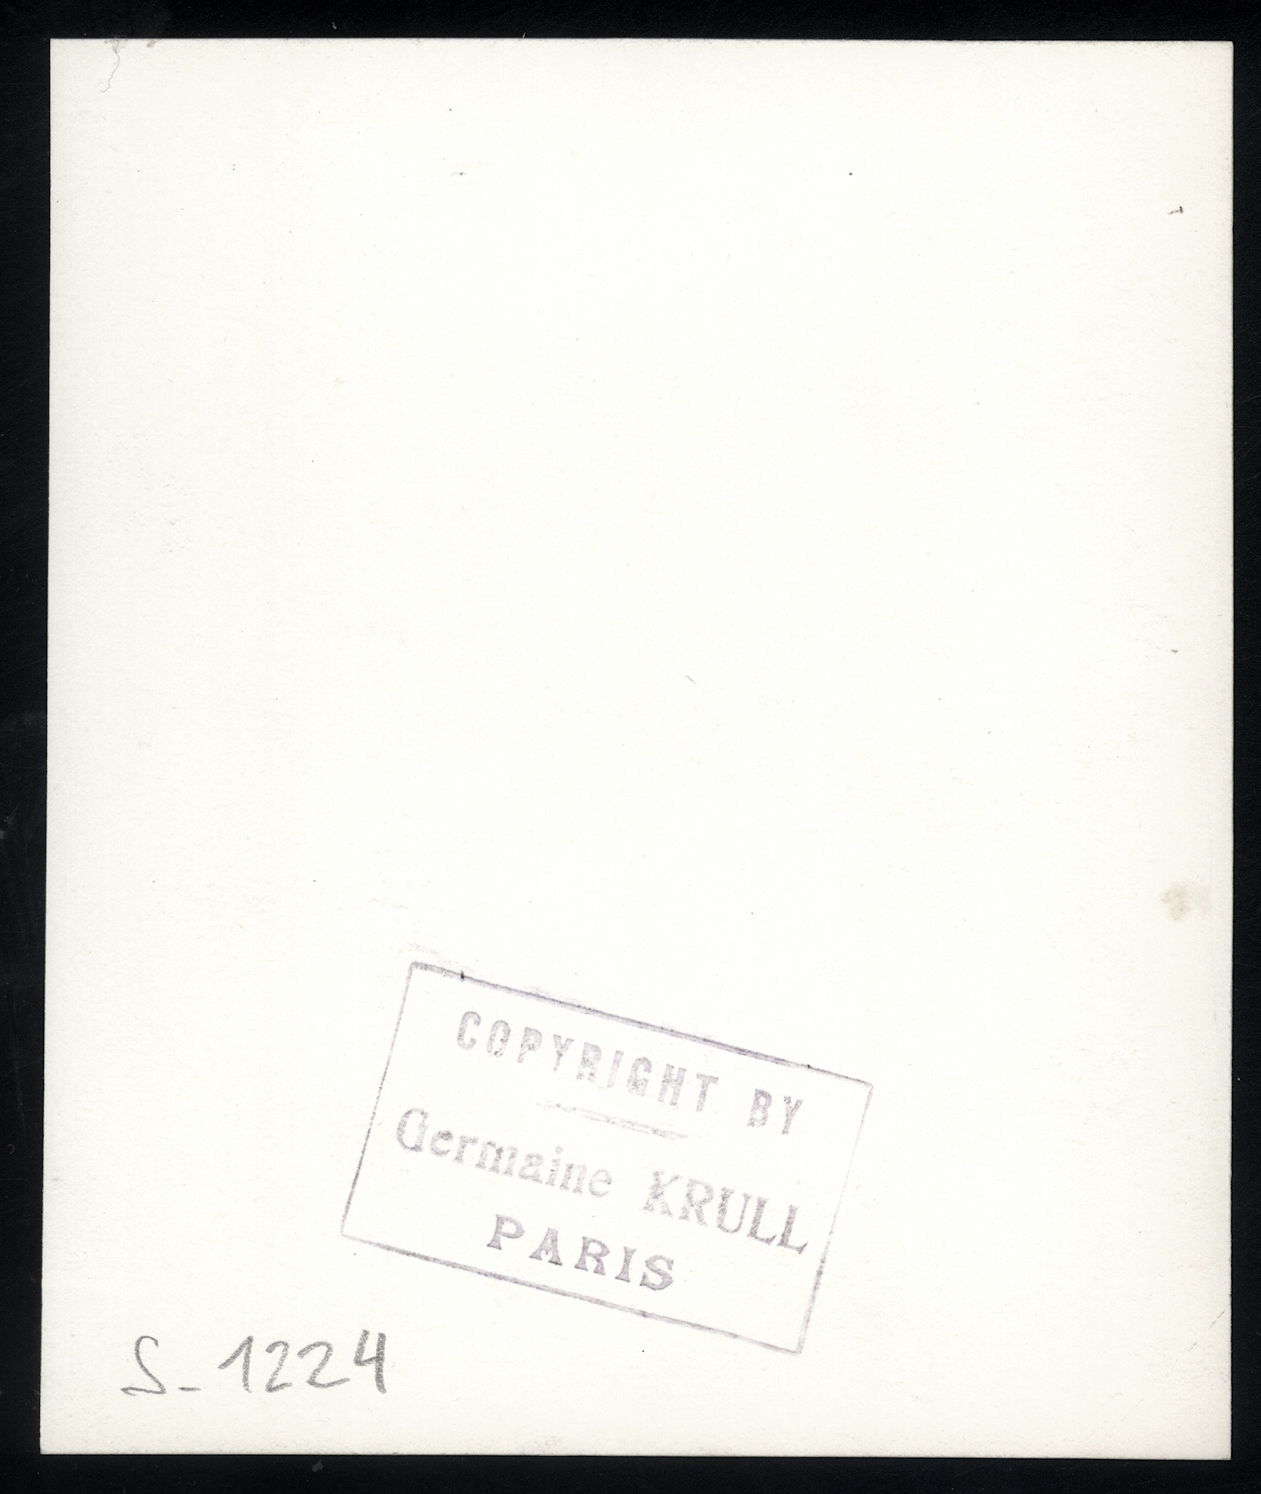 COPYRIGHT BY
Germaine KRULL
PARIS
S-1224